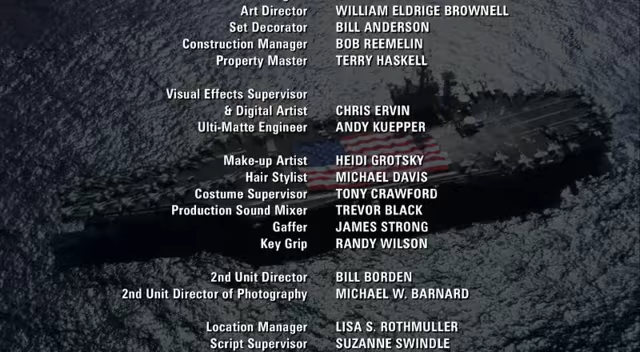 Art Director WILLIAM ELDRIGE BROWNELL
Set Decorator BILL ANDERSON
Construction Manager BOB REEMELIN
Property Master TERRY HASKELL
Visual Effects Supervisor
& Digital Artist CHRIS ERVIN
Ulti-Matte Engineer ANDY KUEPPER
Make-up Artist HEIDI GROTSKY
Hair Stylist MICHAEL DAVIS
Costume Supervisor TONY CRAWFORD
Production Sound Mixer TREVOR BLACK
Gaffer JAMES STRONG
Key Grip RANDY WILSON
2nd Unit Director BILL BORDEN
2nd Unit Director of Photography MICHAEL W. BARNARD
Location Manager LISA S. ROTHMULLER
Script Supervisor SUZANNE SWINDLE